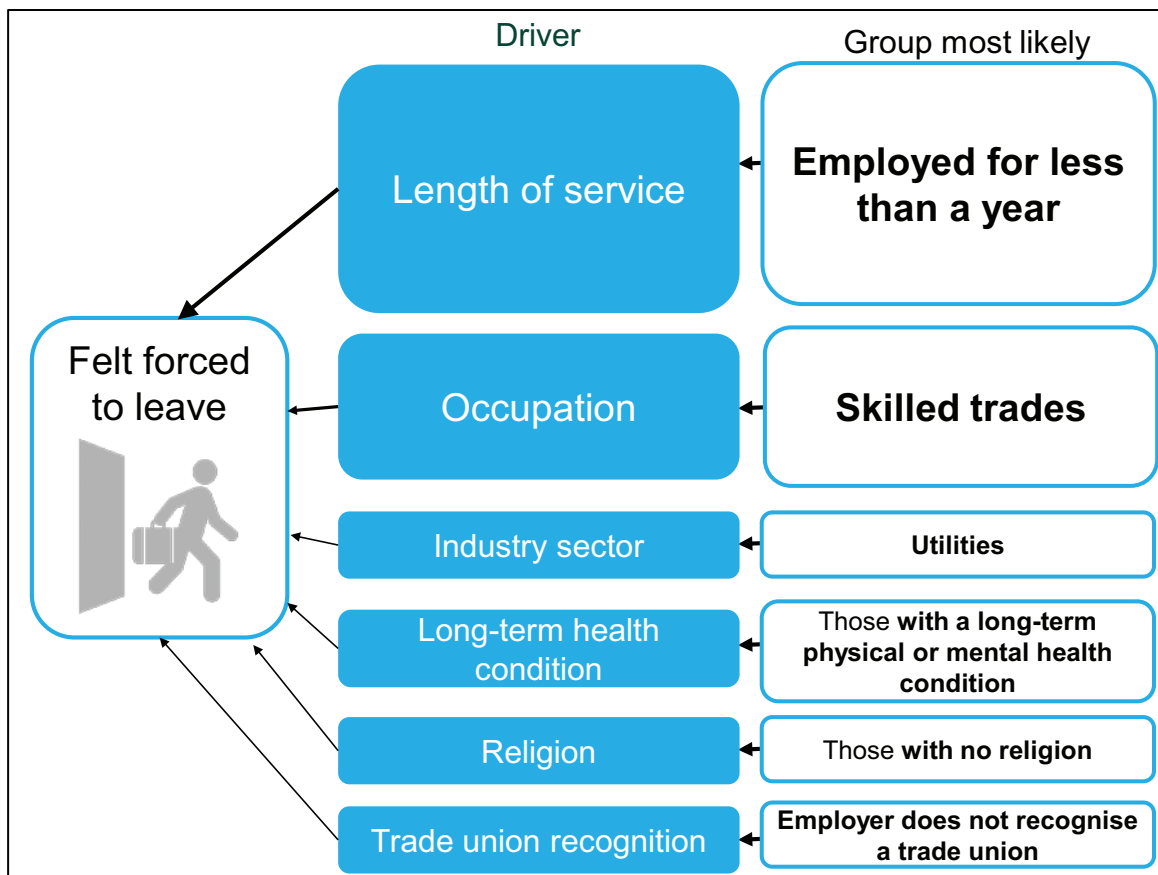 Driver
Group most likely
Length of service
Employed for less
than a year
Felt forced
to leave
Occupation
Skilled trades
Industry sector
Utilities
Long-term health
condition
Those with a long-term
physical or mental health
condition
Religion
Those with no religion
Trade union recognition
Employer does not recognise
a trade union